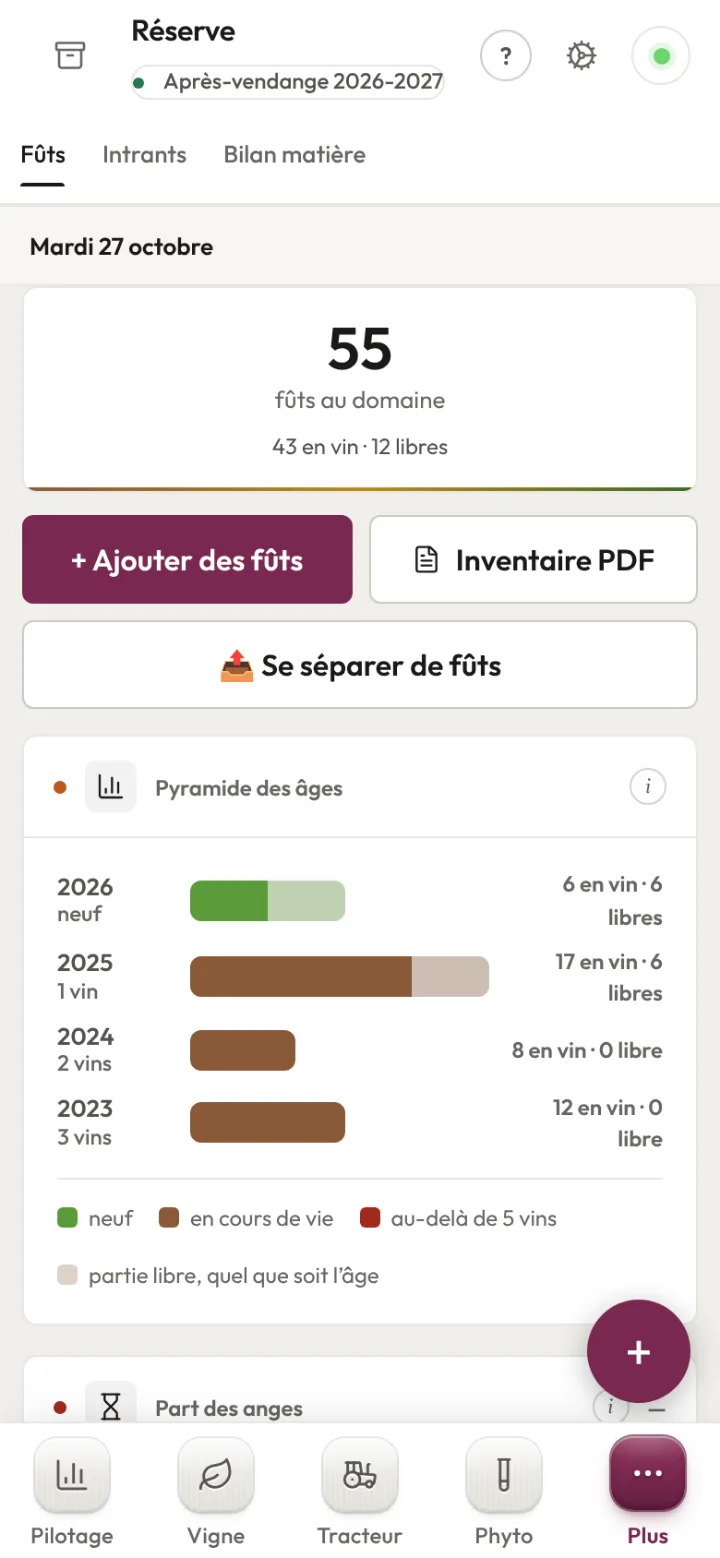 Réserve
Après-vendange 2026-2027
?
Fûts Intrants Bilan matière
Mardi 27 octobre
55
fûts au domaine
43 en vin · 12 libres
+ Ajouter des fûts
Inventaire PDF
Se séparer de fûts
Pyramide des âges
i
2026
neuf
6 en vin · 6
libres
2025
1 vin
17 en vin · 6
libres
2024
2 vins
8 en vin · 0 libre
2023
3 vins
12 en vin · 0
libre
neuf en cours de vie au-delà de 5 vins
partie libre, quel que soit l’âge
+
Part des anges
i –
Pilotage Vigne Tracteur Phyto Plus